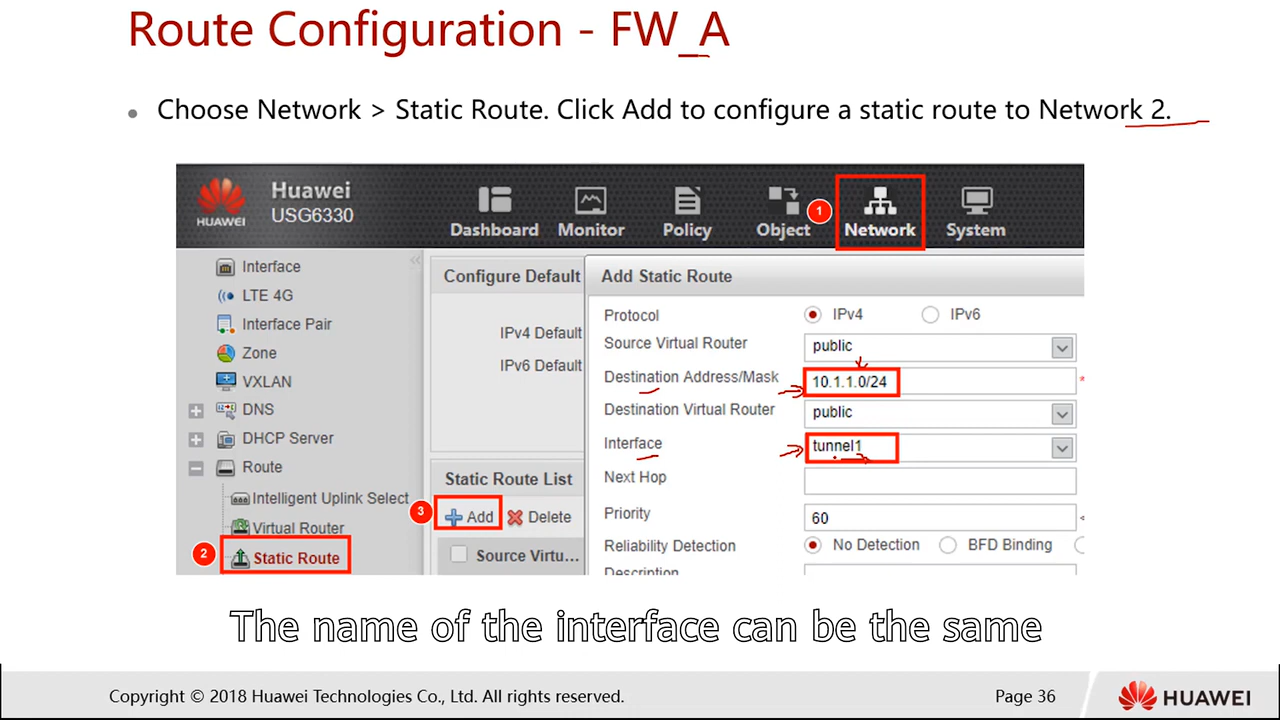 Route Configuration - FW_A
• Choose Network > Static Route. Click Add to configure a static route to Network 2.
HUAWEI
Huawei
USG6330
Dashboard
Monitor
Policy
Object
1
Network
System
Interface
LTE 4G
Interface Pair
Zone
VXLAN
DNS
DHCP Server
Route
Intelligent Uplink Select
Virtual Router
2
Static Route
Configure Default
IPv4 Default
IPv6 Default
Static Route List
3
Add
Delete
Source Virtu...
Add Static Route
Protocol IPv4 IPv6
Source Virtual Router public
Destination Address/Mask 10.1.1.0/24 *
Destination Virtual Router public
Interface tunnel1
Next Hop
Priority 60
Reliability Detection No Detection BFD Binding
Description
The name of the interface can be the same
Copyright © 2018 Huawei Technologies Co., Ltd. All rights reserved.
Page 36
HUAWEI